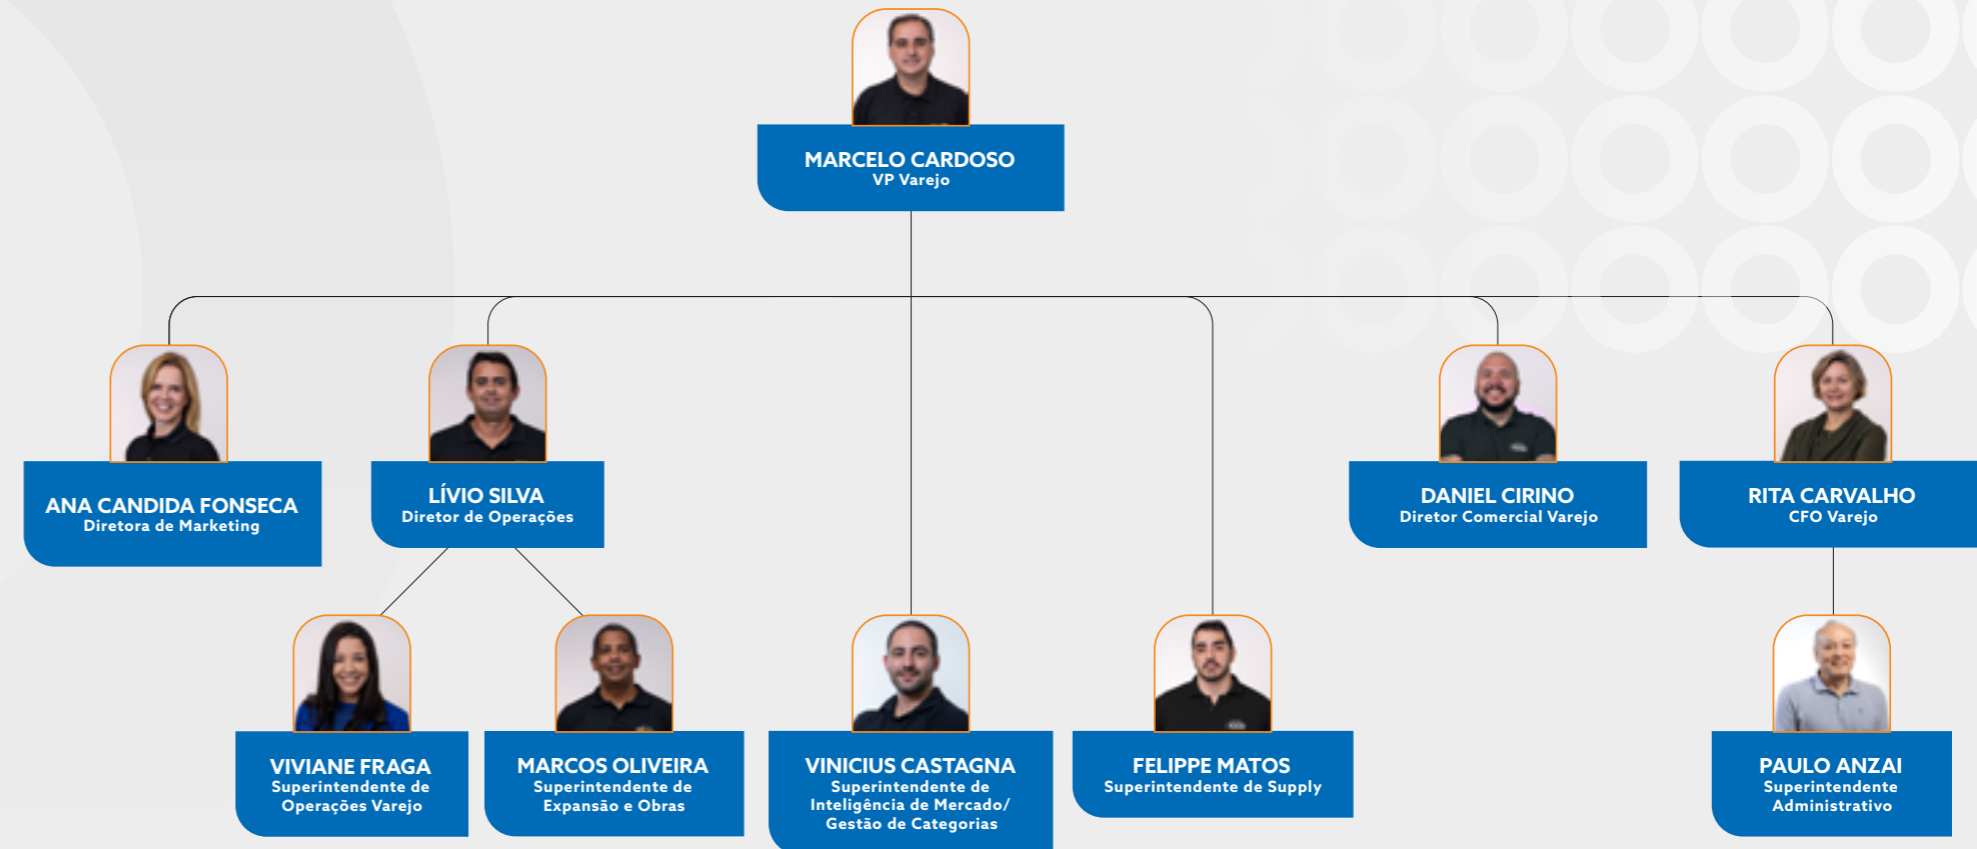 MARCELO CARDOSO
VP Varejo
ANA CANDIDA FONSECA
Diretora de Marketing
LÍVIO SILVA
Diretor de Operações
DANIEL CIRINO
Diretor Comercial Varejo
RITA CARVALHO
CFO Varejo
VIVIANE FRAGA
Superintendente de
Operações Varejo
MARCOS OLIVEIRA
Superintendente de
Expansão e Obras
VINICIUS CASTAGNA
Superintendente de
Inteligência de Mercado/
Gestão de Categorias
FELIPPE MATOS
Superintendente de Supply
PAULO ANZAI
Superintendente
Administrativo